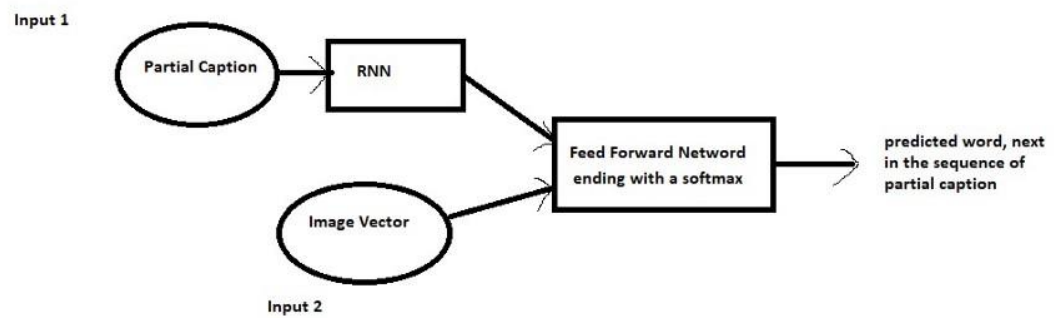 Input 1
Partial Caption
RNN
Feed Forward Netword
ending with a softmax
predicted word, next
in the sequence of
partial caption
Image Vector
Input 2